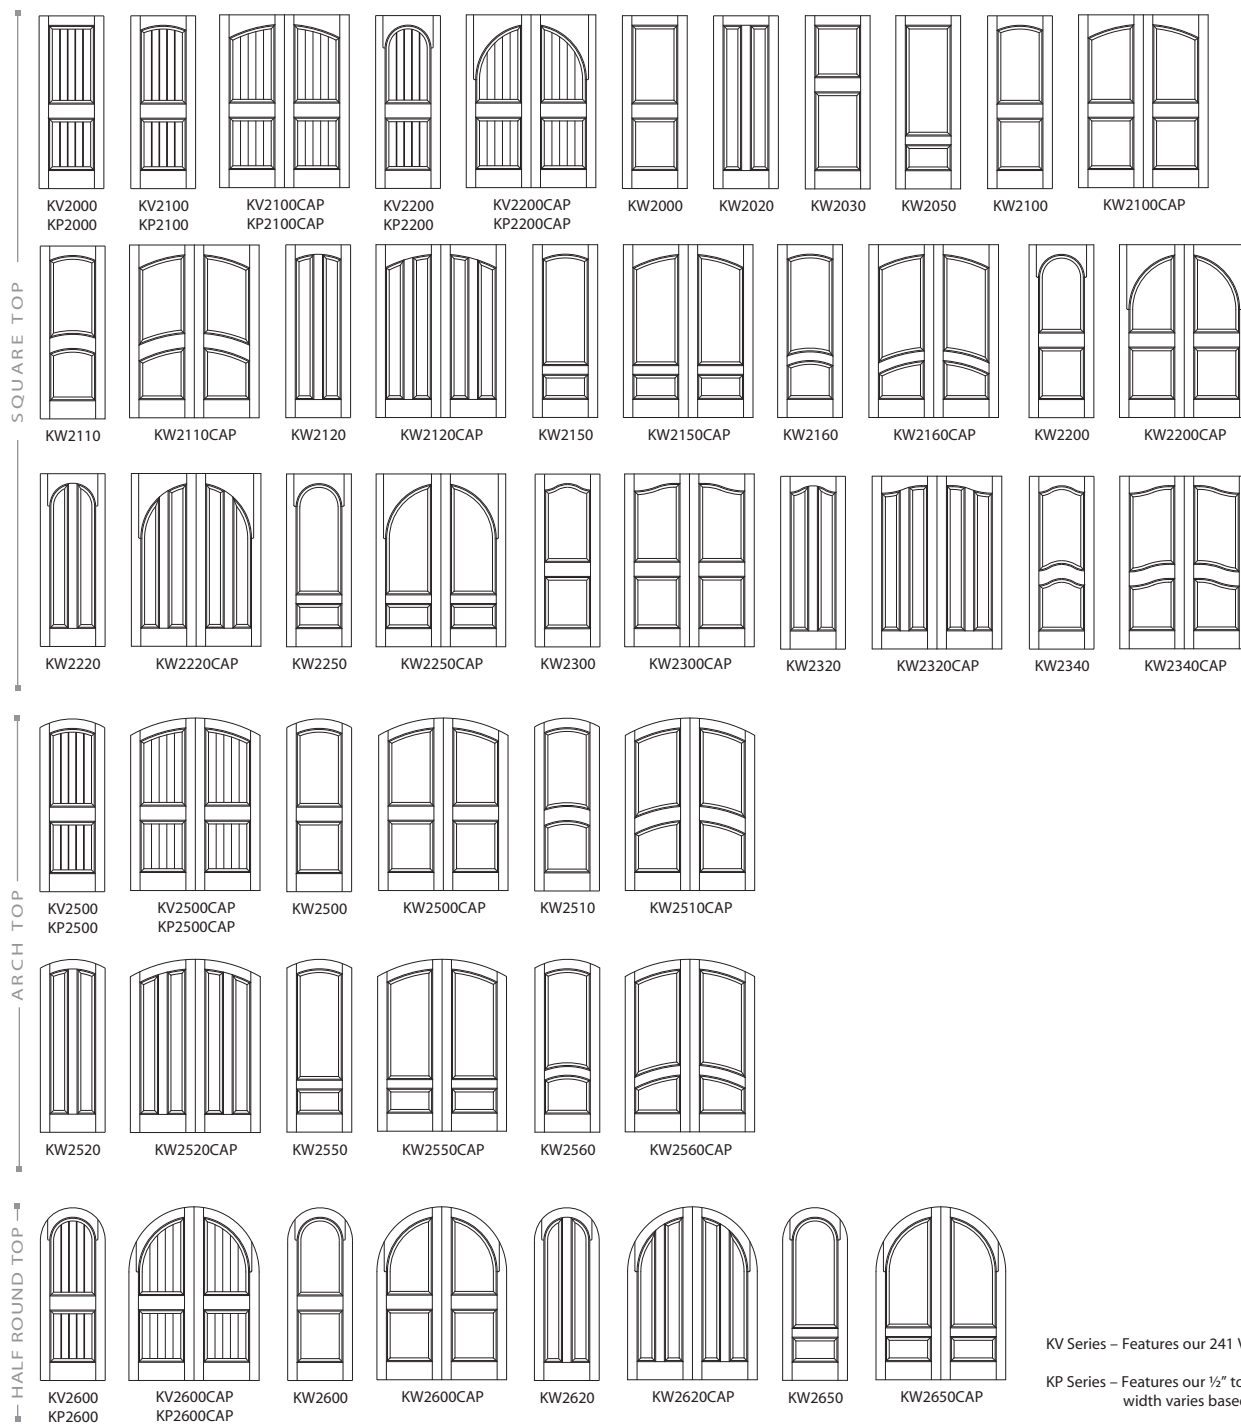 SQUARE TOP
KV2000
KP2000
KV2100
KP2100
KV2100CAP
KP2100CAP
KV2200
KP2200
KV2200CAP
KP2200CAP
KW2000
KW2020
KW2030
KW2050
KW2100
KW2100CAP
KW2110
KW2110CAP
KW2120
KW2120CAP
KW2150
KW2150CAP
KW2160
KW2160CAP
KW2200
KW2200CAP
KW2220
KW2220CAP
KW2250
KW2250CAP
KW2300
KW2300CAP
KW2320
KW2320CAP
KW2340
KW2340CAP
ARCH TOP
KV2500
KP2500
KV2500CAP
KP2500CAP
KW2500
KW2500CAP
KW2510
KW2510CAP
KW2520
KW2520CAP
KW2550
KW2550CAP
KW2560
KW2560CAP
HALF ROUND TOP
KV2600
KP2600
KV2600CAP
KP2600CAP
KW2600
KW2600CAP
KW2620
KW2620CAP
KW2650
KW2650CAP
KV Series – Features our 241 V
KP Series – Features our ½" to
width varies based